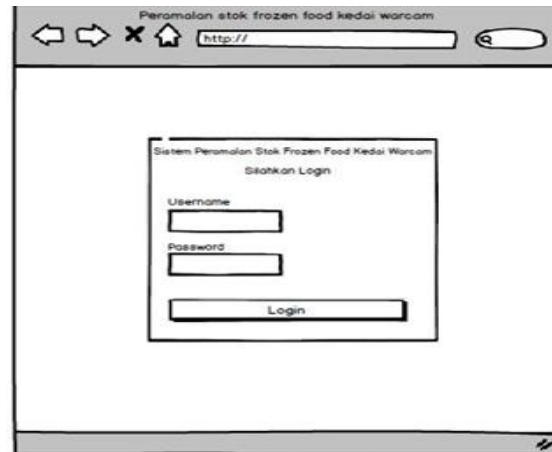 Peramalan stok frozen food kedai warcam
http://
Sistem Peramalan Stok Frozen Food Kedai Warcam
Silahkan Login
Username
Password
Login